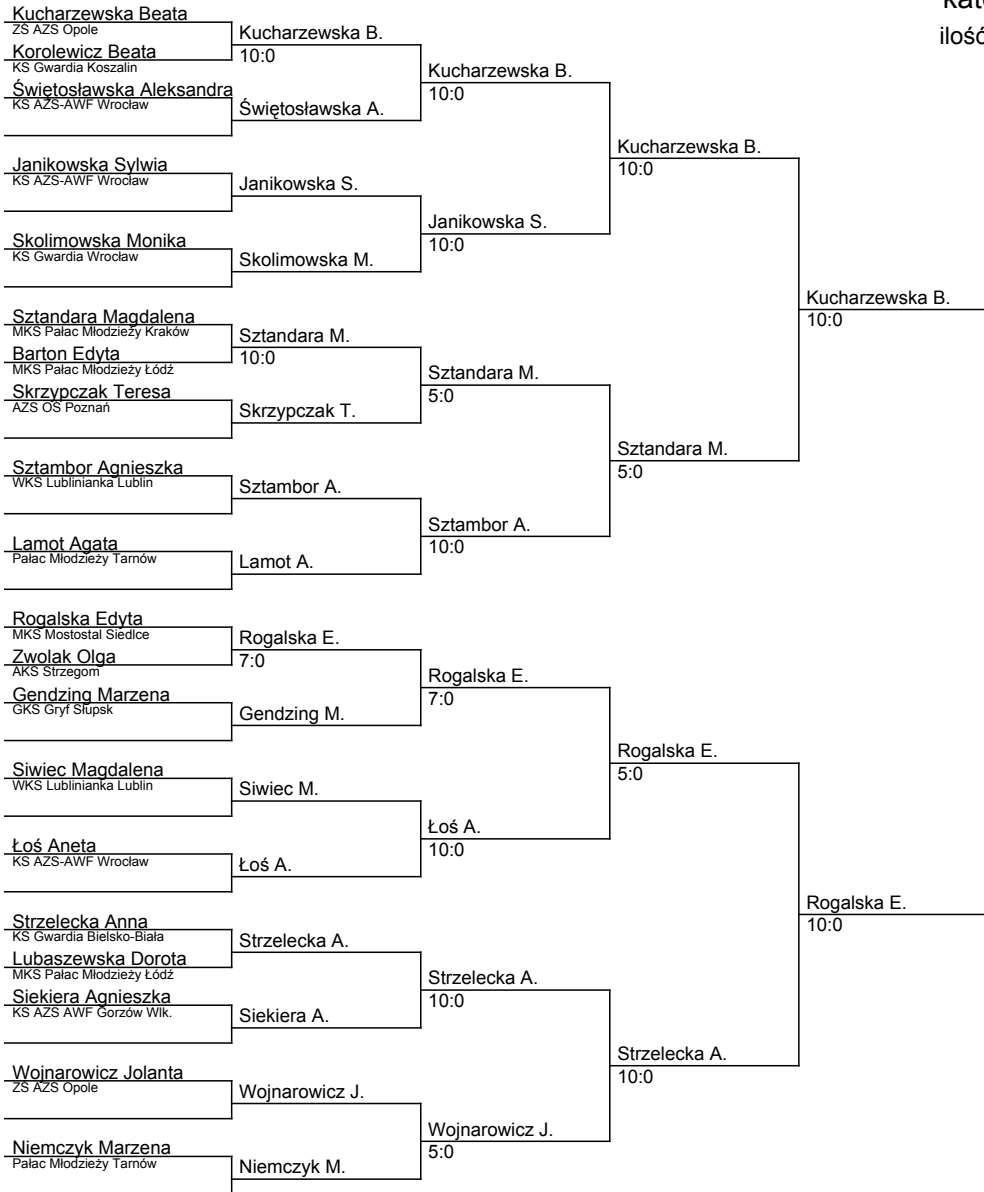 kat
ilość
Kucharzewska Beata
ZS AZS Opole
Korolewicz Beata
KS Gwardia Koszalin
Świętosławska Aleksandra
KS AZS-AWF Wrocław
Janikowska Sylwia
KS AZS-AWF Wrocław
Skolimowska Monika
KS Gwardia Wrocław
Sztandara Magdalena
MKS Pałac Młodzieży Kraków
Barton Edyta
MKS Pałac Młodzieży Łódź
Skrzypczak Teresa
AZS OŚ Poznań
Sztambor Agnieszka
WKS Lublinianka Lublin
Lamot Agata
Pałac Młodzieży Tarnów
Rogalska Edyta
MKS Mostostal Siedlce
Zwolak Olga
AKS Strzegom
Gendzing Marzena
GKS Gryf Słupsk
Siwiec Magdalena
WKS Lublinianka Lublin
Łoś Aneta
KS AZS-AWF Wrocław
Strzelecka Anna
KS Gwardia Bielsko-Biała
Lubaszewska Dorota
MKS Pałac Młodzieży Łódź
Siekiera Agnieszka
KS AZS AWF Gorzów Wlk.
Wojnarowicz Jolanta
ZS AZS Opole
Niemczyk Marzena
Pałac Młodzieży Tarnów
Kucharzewska B.
10:0
Świętosławska A.
Janikowska S.
Skolimowska M.
Sztandara M.
10:0
Skrzypczak T.
Sztambor A.
Lamot A.
Rogalska E.
7:0
Gendzing M.
Siwiec M.
Łoś A.
Strzelecka A.
Siekiera A.
Wojnarowicz J.
Niemczyk M.
Kucharzewska B.
10:0
Janikowska S.
10:0
Sztandara M.
5:0
Sztambor A.
10:0
Rogalska E.
7:0
Łoś A.
10:0
Strzelecka A.
10:0
Wojnarowicz J.
5:0
Kucharzewska B.
10:0
Sztandara M.
5:0
Rogalska E.
5:0
Strzelecka A.
10:0
Kucharzewska B.
10:0
Rogalska E.
10:0